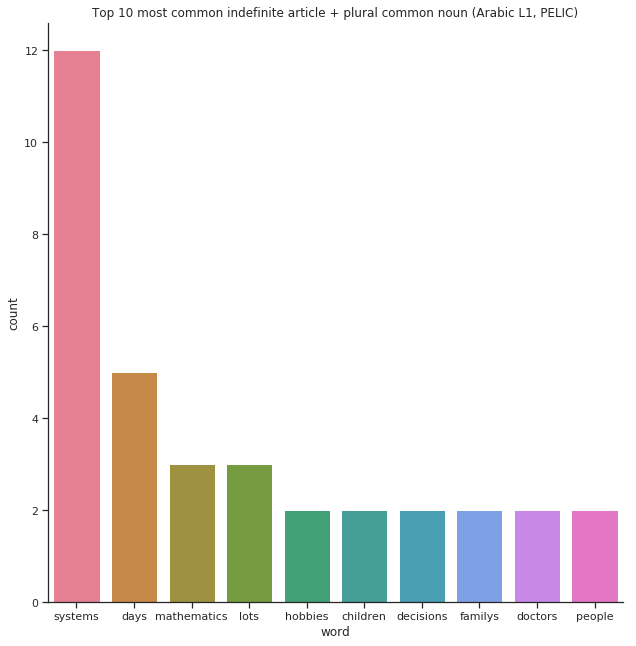 Top 10 most common indefinite article + plural common noun (Arabic L1, PELIC)
12
10
8
6
4
2
0
count
systems days mathematics lots hobbies children decisions familys doctors people
word